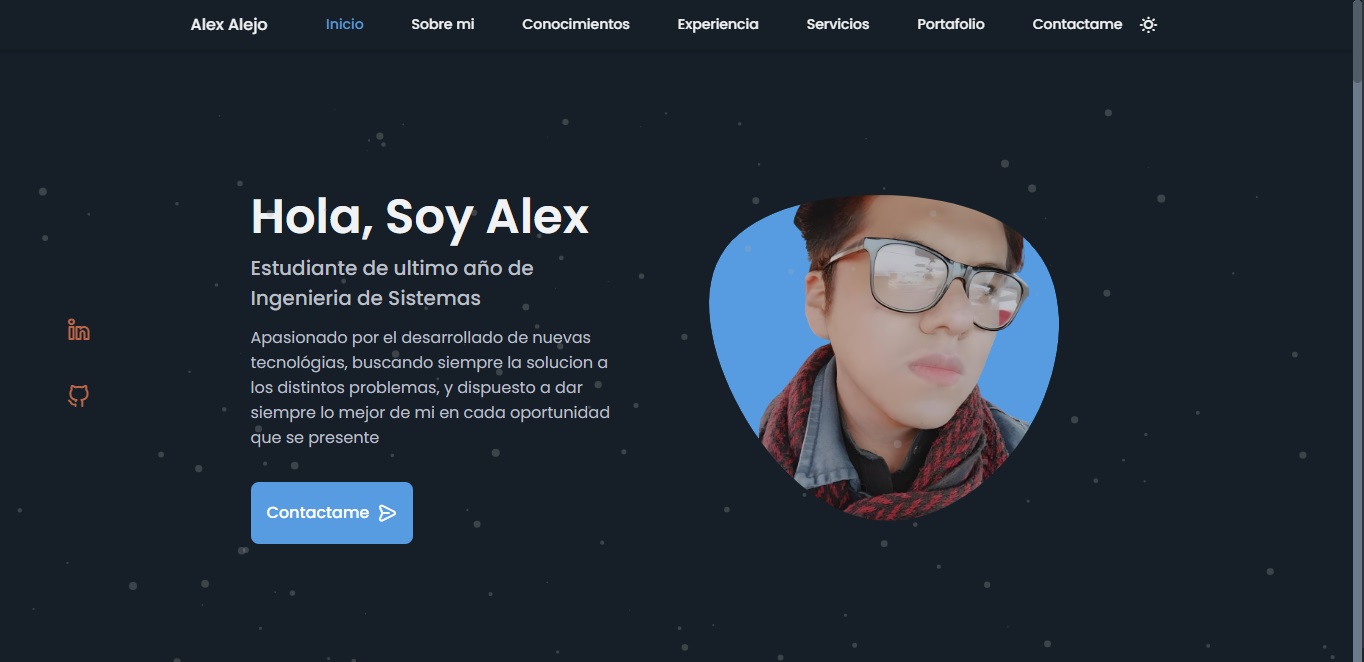 Alex Alejo Inicio Sobre mi Conocimientos Experiencia Servicios Portafolio Contactame
Hola, Soy Alex
Estudiante de ultimo año de
Ingenieria de Sistemas
Apasionado por el desarrollado de nuevas
tecnológias, buscando siempre la solucion a
los distintos problemas, y dispuesto a dar
siempre lo mejor de mi en cada oportunidad
que se presente
Contactame
in